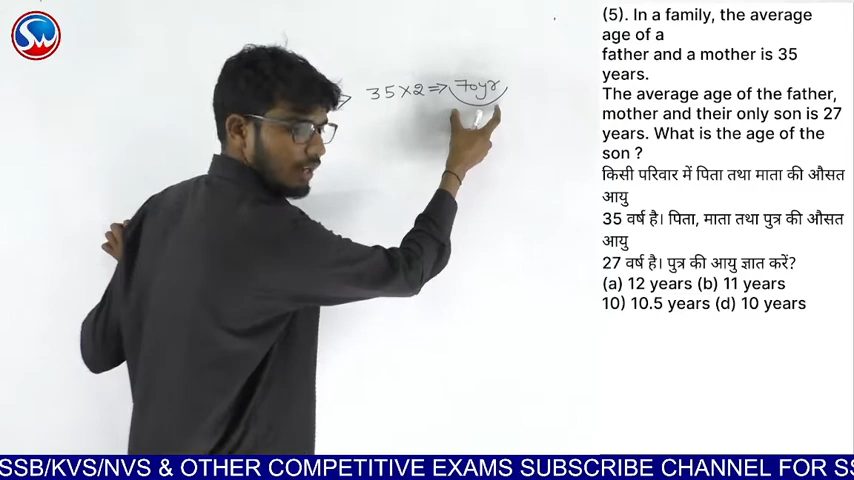 SW
35×2⇒70yr
(5). In a family, the average
age of a
father and a mother is 35
years.
The average age of the father,
mother and their only son is 27
years. What is the age of the
son ?
किसी परिवार में पिता तथा माता की औसत
आयु
35 वर्ष है। पिता, माता तथा पुत्र की औसत
आयु
27 वर्ष है। पुत्र की आयु ज्ञात करें?
(a) 12 years (b) 11 years
10) 10.5 years (d) 10 years
SSB/KVS/NVS & OTHER COMPETITIVE EXAMS SUBSCRIBE CHANNEL FOR SS